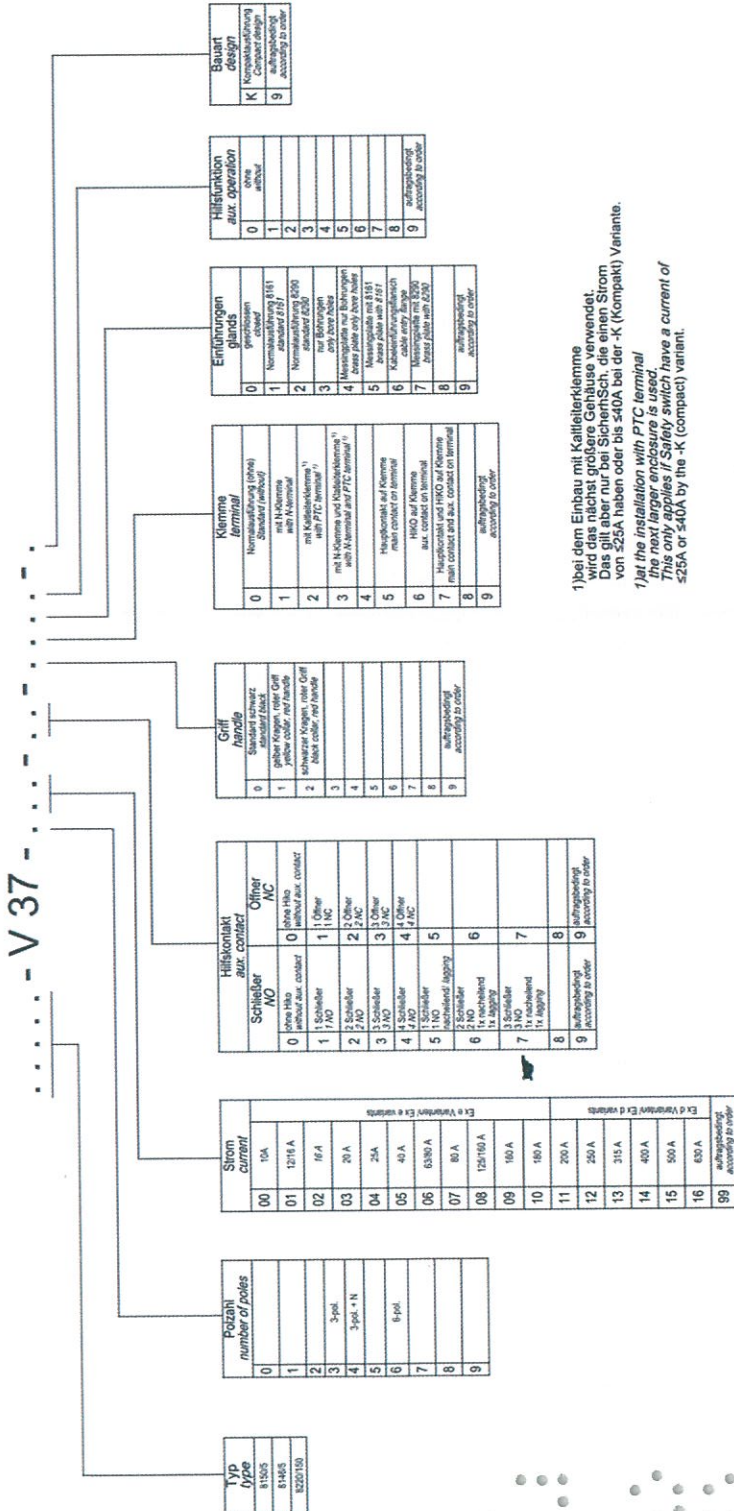 . . . . . - V 37 - . . . - . . - . . . . - .
Typ
type
8150/5
8146/5
8220/150
Polzahl
number of poles
0
1
2
3 3-pol.
4 3-pol. + N
5
6 6-pol.
7
8
9
Strom
current
00 10A
01 12/16 A
02 16 A
03 20 A
04 25A
05 40 A
06 63/80 A
07 80 A
08 125/160 A
09 160 A
10 180 A
11 200 A
12 250 A
13 315 A
14 400 A
15 500 A
16 630 A
99 auftragsbedingt
according to order
Ex e Varianten/ Ex e variants
Ex d Varianten/ Ex d variants
Hilfskontakt
aux. contact
Schließer
NO
0 ohne Hiko
without aux. contact
1 1 Schließer
1 NO
2 2 Schließer
2 NO
3 3 Schließer
3 NO
4 4 Schließer
4 NO
5 1 Schließer
1 NO
nacheilend/ lagging
6 2 Schließer
2 NO
1x nacheilend
1x lagging
7 3 Schließer
3 NO
1x nacheilend
1x lagging
8
9 auftragsbedingt
according to order
Öffner
NC
0 ohne Hiko
without aux. contact
1 1 Öffner
1 NC
2 2 Öffner
2 NC
3 3 Öffner
3 NC
4 4 Öffner
4 NC
5
6
7
8
9 auftragsbedingt
according to order
Griff
handle
0 Standard schwarz
standard black
1 gelber Kragen, roter Griff
yellow collar, red handle
2 schwarzer Kragen, roter Griff
black collar, red handle
3
4
5
6
7
8
9 auftragsbedingt
according to order
Klemme
terminal
0 Normalausführung (ohne)
Standard (without)
1 mit N-Klemme
with N-terminal
2 mit Kaltleiterklemme 1)
with PTC terminal 1)
3 mit N-Klemme und Ktalleiterklemme 1)
with N-terminal and PTC terminal 1)
4
5 Hauptkontakt auf Klemme
main contact on terminal
6 HIKO auf Klemme
aux. contact on terminal
7 Hauptkontakt und HIKO auf Klemme
main contact and aux. contact on terminal
8
9 auftragsbedingt
according to order
Einführungen
glands
0 geschlossen
closed
1 Normalausführung 8161
standard 8161
2 Normalausführung 8290
standard 8290
3 nur Bohrungen
only bore holes
4 Messingplatte nur Bohrungen
brass plate only bore holes
5 Messingplatte mit 8161
brass plate with 8161
6 Kabeleinführungsflansch
cable entry flange
7 Messingplatte mit 8290
brass plate with 8290
8
9 auftragsbedingt
according to order
Hilfsfunktion
aux. operation
0 ohne
without
1
2
3
4
5
6
7
8
9 auftragsbedingt
according to order
Bauart
design
K Kompaktausführung
Compact design
9 auftragsbedingt
according to order
1)bei dem Einbau mit Kaltleiterklemme
wird das nächst größere Gehäuse verwendet.
Das gilt aber nur bei SicherhSch, die einen Strom
von ≤25A haben oder bis ≤40A bei der -K (Kompakt) Variante.
1)at the installation with PTC terminal
the next larger enclosure is used.
This only applies if Safety switch have a current of
≤25A or ≤40A by the -K (compact) variant.